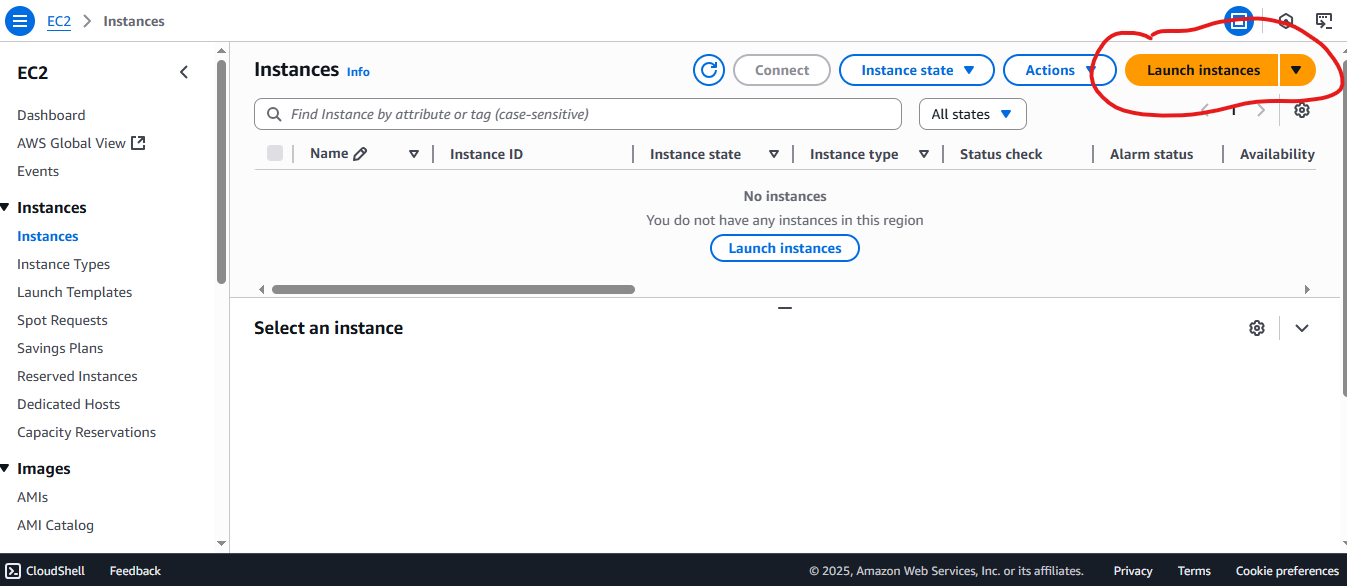 EC2 Instances
EC2
Dashboard
AWS Global View
Events
Instances
Instances
Instance Types
Launch Templates
Spot Requests
Savings Plans
Reserved Instances
Dedicated Hosts
Capacity Reservations
Images
AMIs
AMI Catalog
Instances Info
Connect Instance state Actions Launch instances
Find Instance by attribute or tag (case-sensitive) All states 1
Name Instance ID Instance state Instance type Status check Alarm status Availability
No instances
You do not have any instances in this region
Launch instances
Select an instance
CloudShell Feedback © 2025, Amazon Web Services, Inc. or its affiliates. Privacy Terms Cookie preferences